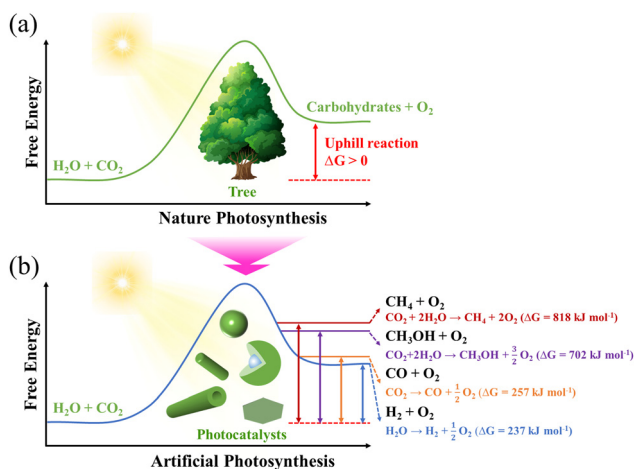 (a)
Free Energy
H₂O + CO₂
Carbohydrates + O₂
Uphill reaction
ΔG > 0
Tree
Nature Photosynthesis
(b)
Free Energy
H₂O + CO₂
Photocatalysts
CH₄ + O₂
CO₂ + 2H₂O → CH₄ + 2O₂ (ΔG = 818 kJ mol⁻¹)
CH₃OH + O₂
CO₂+2H₂O → CH₃OH + 3/2 O₂ (ΔG = 702 kJ mol⁻¹)
CO + O₂
CO₂ → CO + 1/2 O₂ (ΔG = 257 kJ mol⁻¹)
H₂ + O₂
H₂O → H₂ + 1/2 O₂ (ΔG = 237 kJ mol⁻¹)
Artificial Photosynthesis